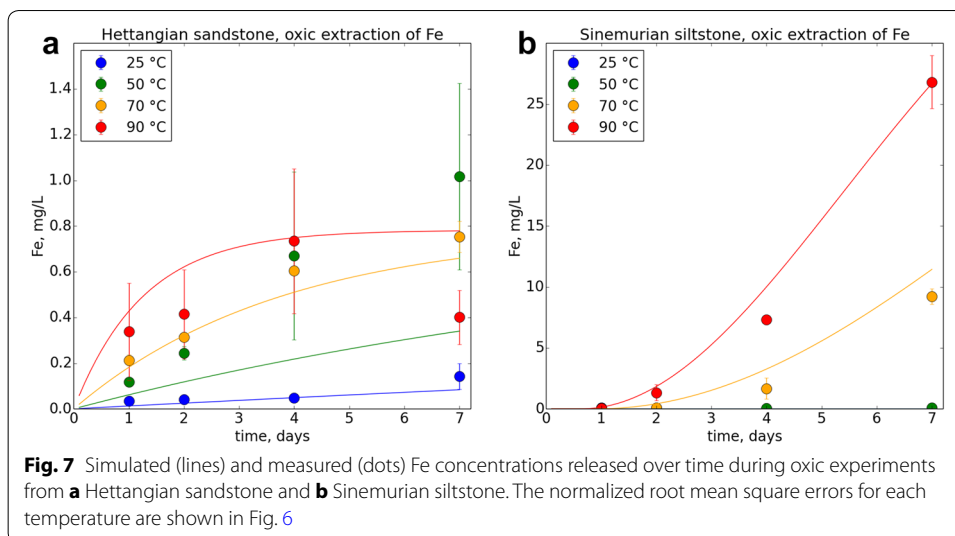 a
Hettangian sandstone, oxic extraction of Fe
25 °C
50 °C
70 °C
90 °C
Fe, mg/L
1.4
1.2
1.0
0.8
0.6
0.4
0.2
0.0
0 1 2 3 4 5 6 7
time, days
b
Sinemurian siltstone, oxic extraction of Fe
25 °C
50 °C
70 °C
90 °C
Fe, mg/L
25
20
15
10
5
0
0 1 2 3 4 5 6 7
time, days
Fig. 7 Simulated (lines) and measured (dots) Fe concentrations released over time during oxic experiments
from a Hettangian sandstone and b Sinemurian siltstone. The normalized root mean square errors for each
temperature are shown in Fig. 6